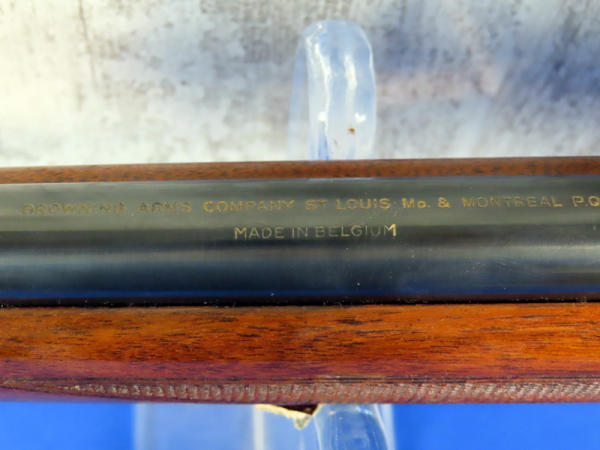 BROWNING ARMS COMPANY ST LOUIS Mo. & MONTREAL P.Q
MADE IN BELGIUM